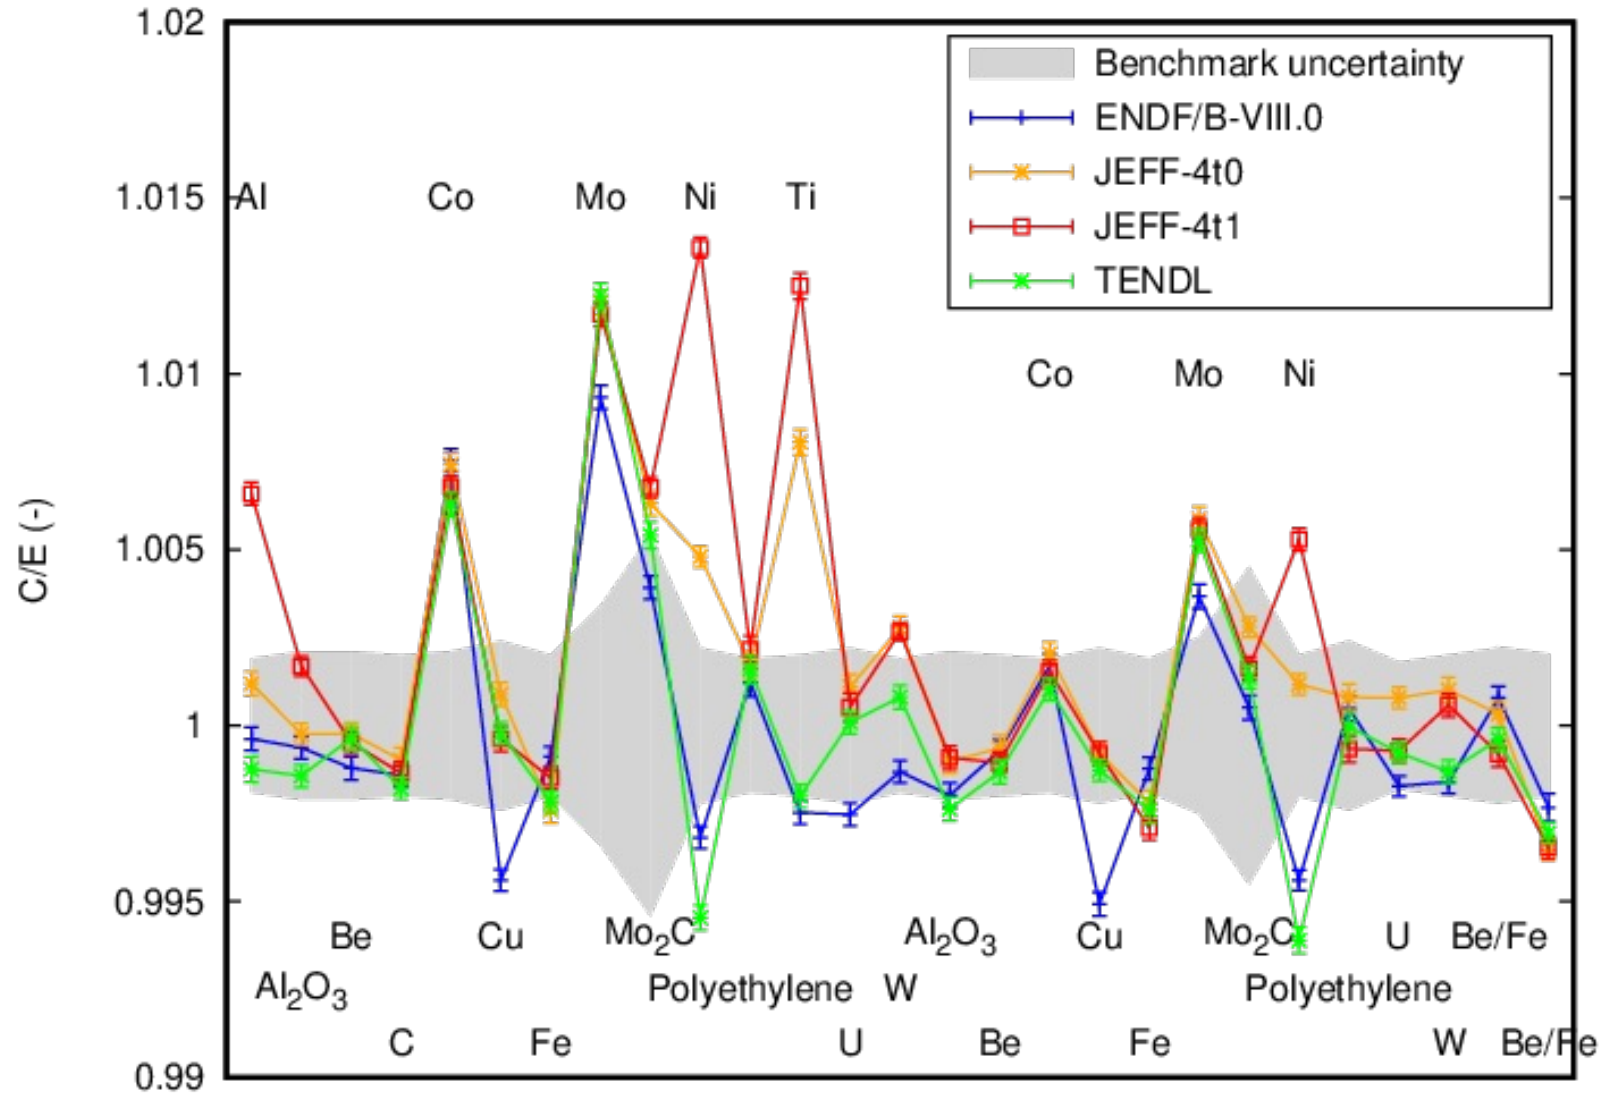 1.02
Benchmark uncertainty
ENDF/B-VIII.0
JEFF-4t0
JEFF-4t1
TENDL
1.015
Al Co Mo Ni Ti
1.01
Co Mo Ni
1.005
C/E (-)
1
0.995
Be Cu Mo₂C Al₂O₃ Cu Mo₂C U Be/Fe
Al₂O₃ Polyethylene W Polyethylene
C Fe U Be Fe W Be/Fe
0.99